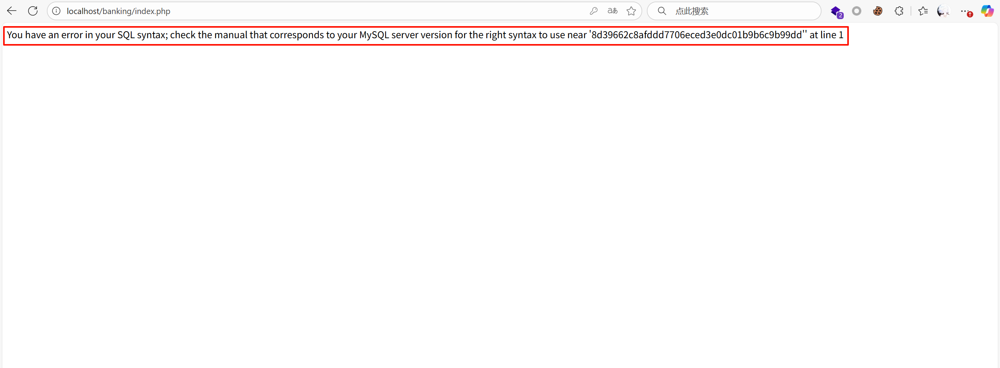 localhost/banking/index.php
aあ
点此搜索
2
You have an error in your SQL syntax; check the manual that corresponds to your MySQL server version for the right syntax to use near '8d39662c8afddd7706eced3e0dc01b9b6c9b99dd'' at line 1